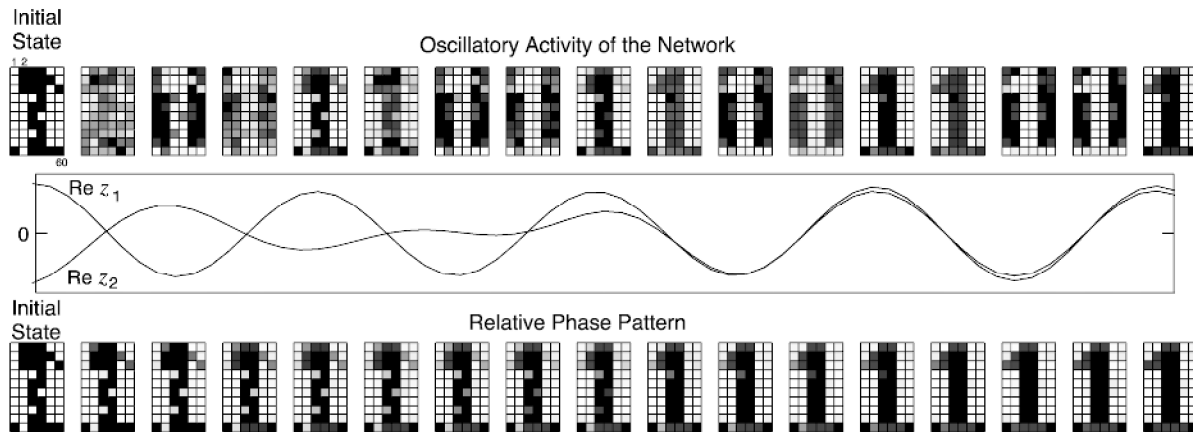 Initial
State
Oscillatory Activity of the Network
1 2
60
Re z₁
0
Re z₂
Initial
State
Relative Phase Pattern